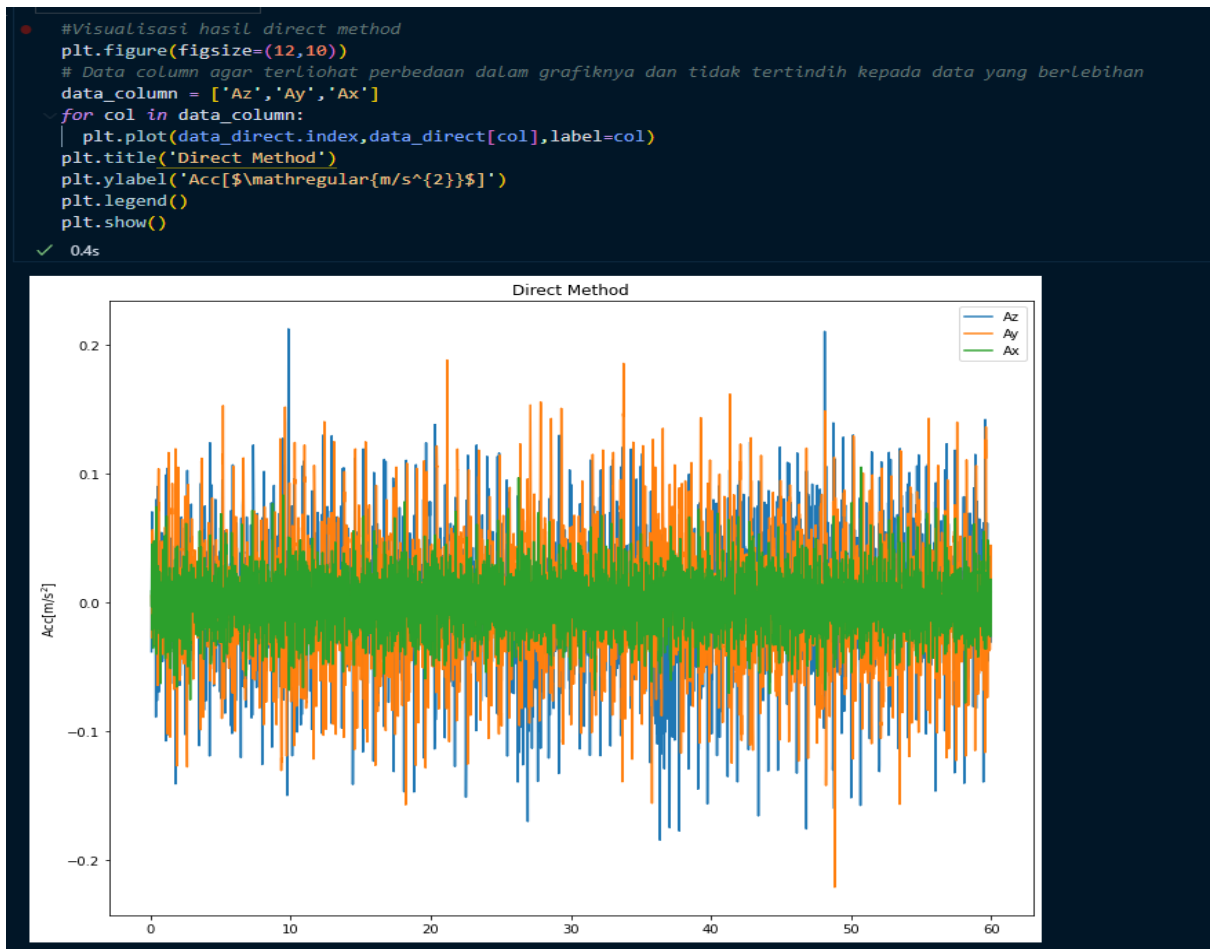 #Visualisasi hasil direct method
plt.figure(figsize=(12,10))
# Data column agar terliohat perbedaan dalam grafiknya dan tidak tertindih kepada data yang berlebihan
data_column = ['Az','Ay','Ax']
for col in data_column:
plt.plot(data_direct.index,data_direct[col],label=col)
plt.title('Direct Method')
plt.ylabel('Acc[$\mathregular{m/s^{2}}$]')
plt.legend()
plt.show()
0.4s
Direct Method
Az
Ay
Ax
0.2
0.1
0.0
−0.1
−0.2
Acc[m/s²]
0 10 20 30 40 50 60